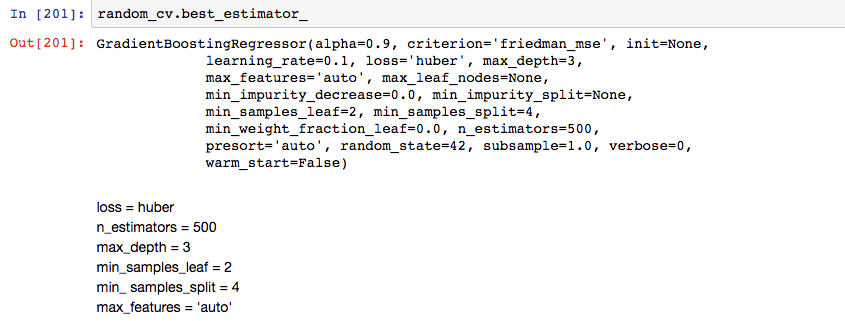 In [201]: random_cv.best_estimator_
Out[201]: GradientBoostingRegressor(alpha=0.9, criterion='friedman_mse', init=None,
learning_rate=0.1, loss='huber', max_depth=3,
max_features='auto', max_leaf_nodes=None,
min_impurity_decrease=0.0, min_impurity_split=None,
min_samples_leaf=2, min_samples_split=4,
min_weight_fraction_leaf=0.0, n_estimators=500,
presort='auto', random_state=42, subsample=1.0, verbose=0,
warm_start=False)
loss = huber
n_estimators = 500
max_depth = 3
min_samples_leaf = 2
min_ samples_split = 4
max_features = 'auto'